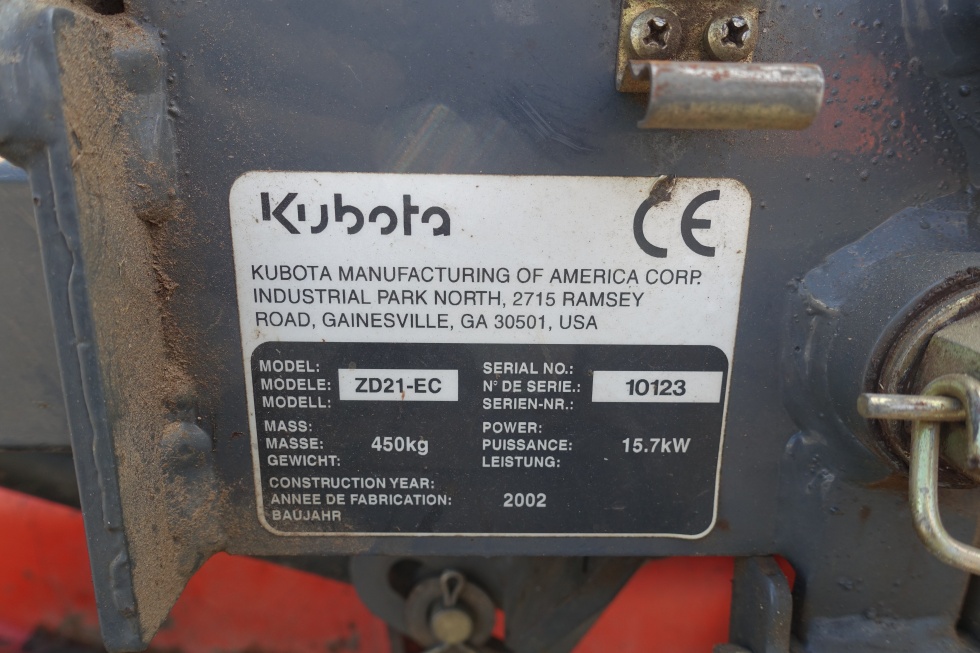 Kubota CE
KUBOTA MANUFACTURING OF AMERICA CORP.
INDUSTRIAL PARK NORTH, 2715 RAMSEY
ROAD, GAINESVILLE, GA 30501, USA
MODEL:
MODÈLE: ZD21-EC
MODELL:
SERIAL NO.:
N° DE SERIE.: 10123
SERIEN-NR.:
MASS:
MASSE: 450kg
GEWICHT:
POWER:
PUISSANCE: 15.7kW
LEISTUNG:
CONSTRUCTION YEAR:
ANNEE DE FABRICATION: 2002
BAUJAHR